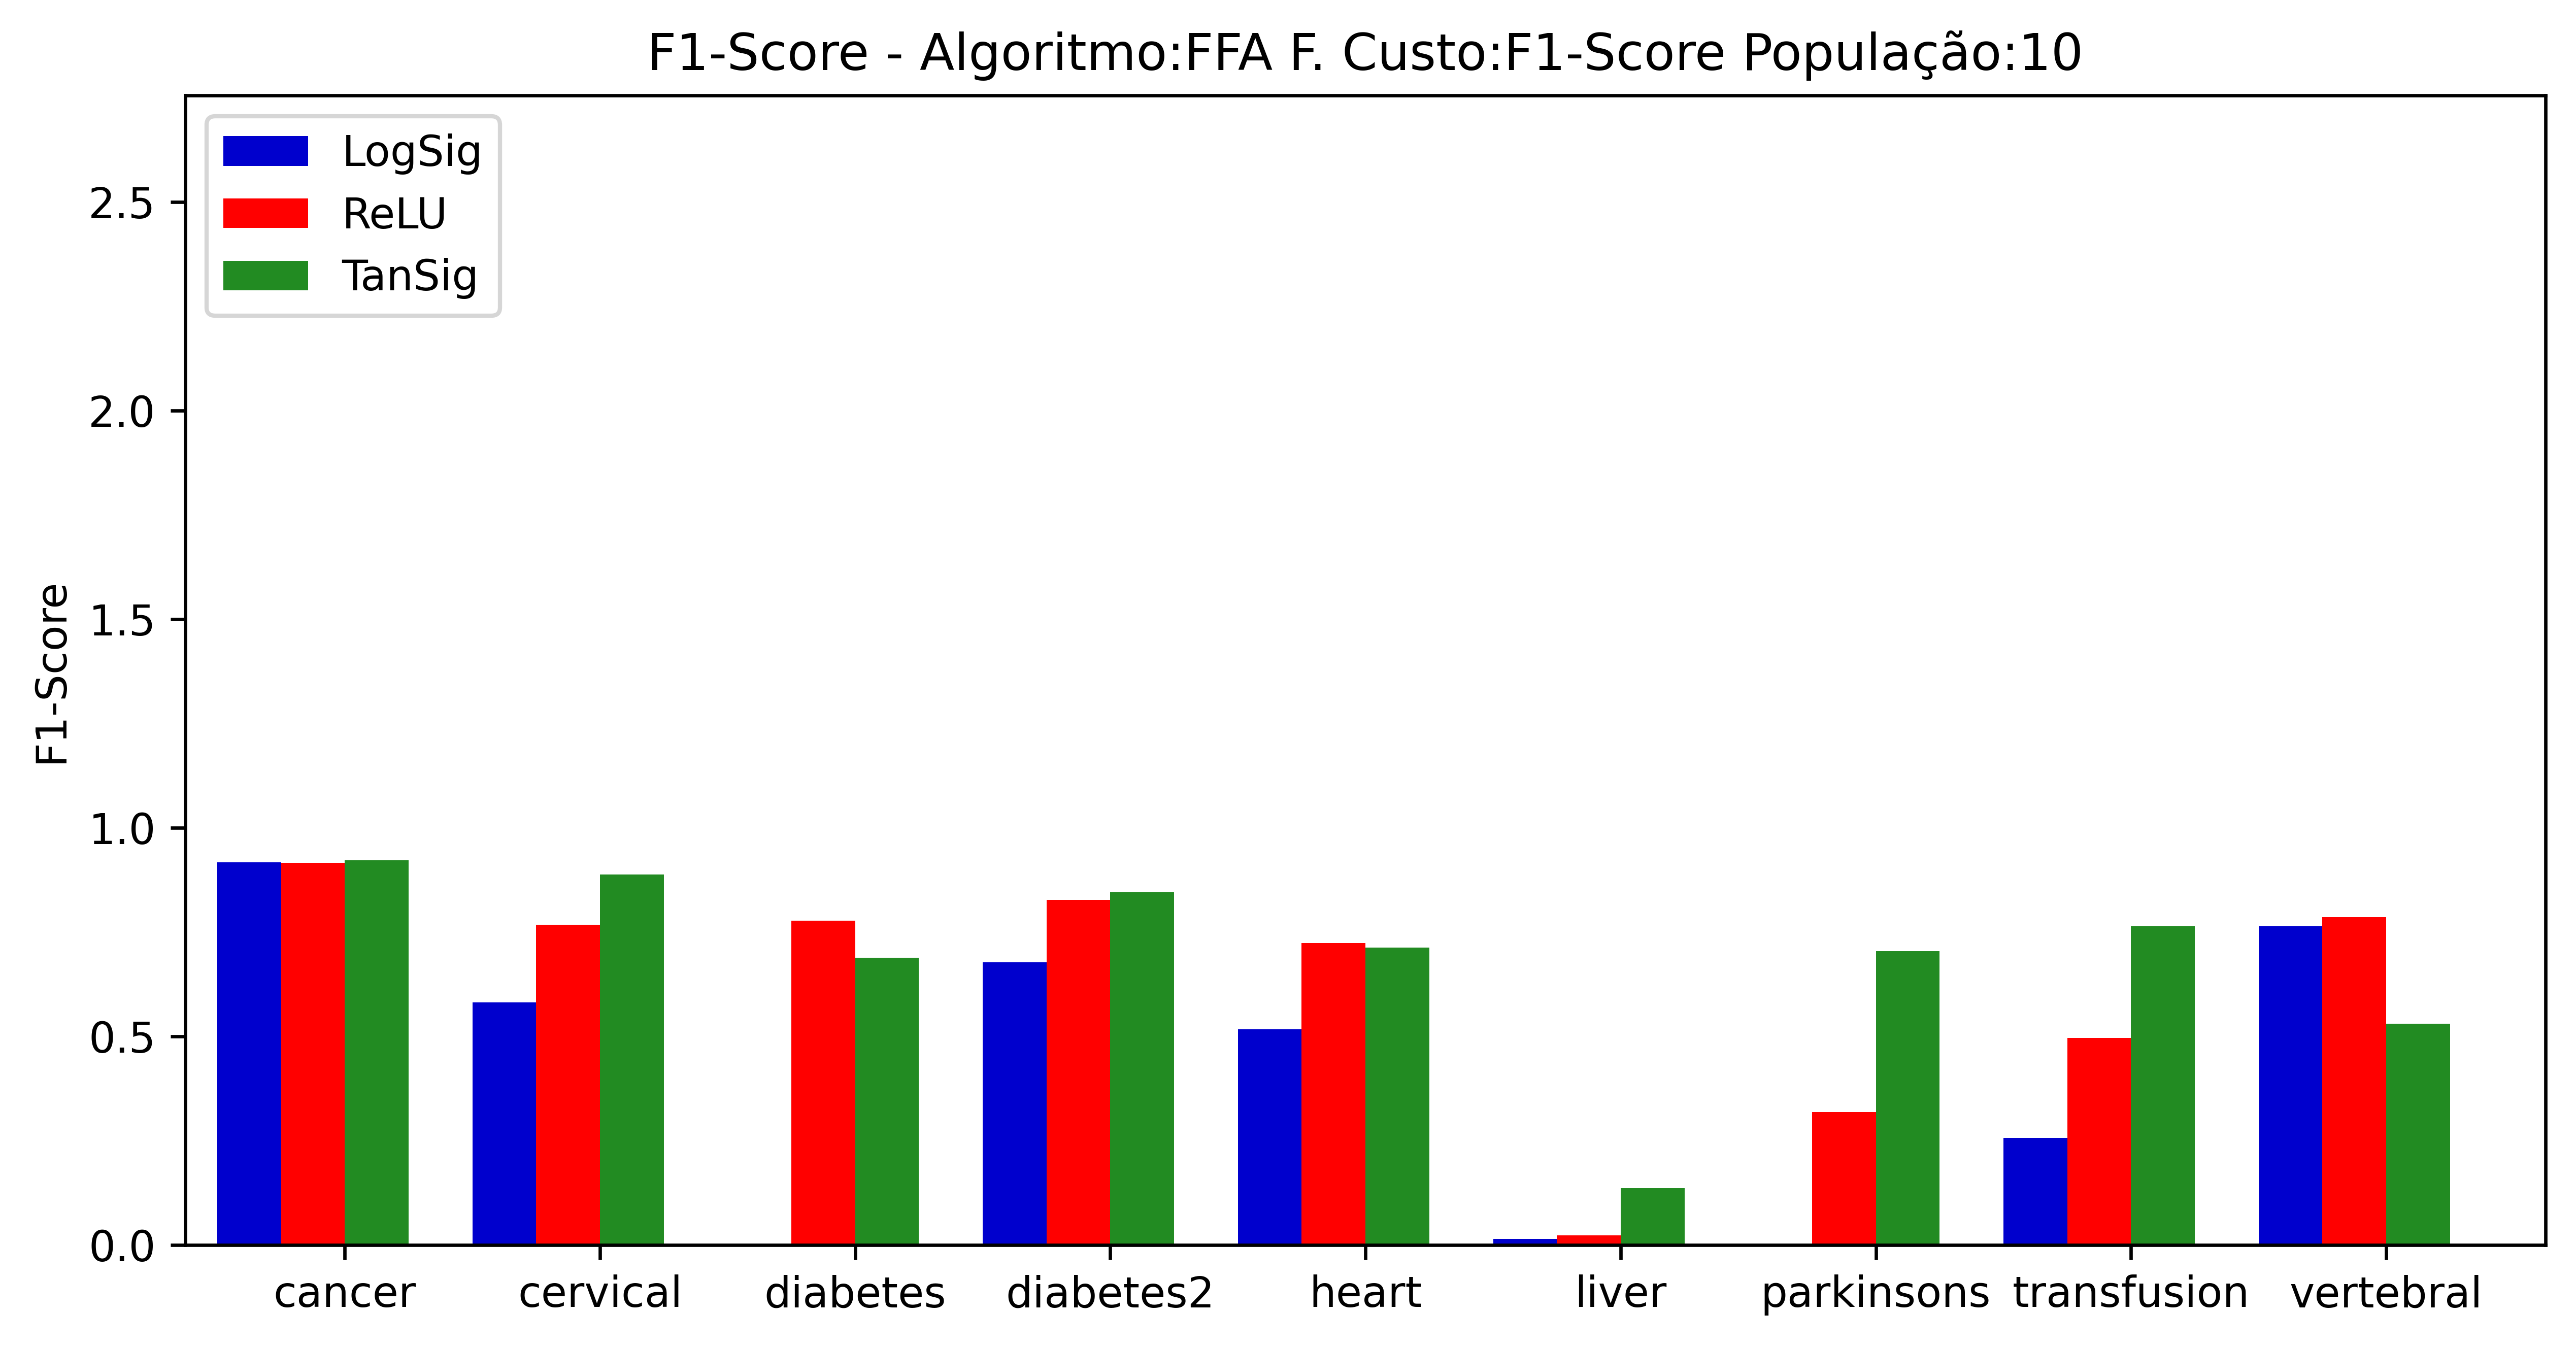 F1-Score - Algoritmo:FFA F. Custo:F1-Score População:10
LogSig
ReLU
TanSig
F1-Score
2.5
2.0
1.5
1.0
0.5
0.0
cancer cervical diabetes diabetes2 heart liver parkinsons transfusion vertebral